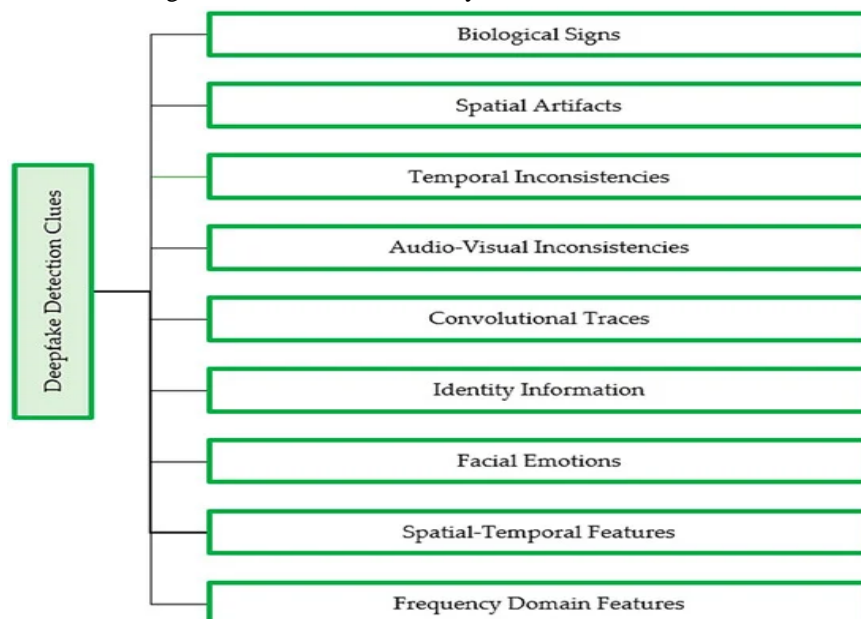 Deepfake Detection Clues
Biological Signs
Spatial Artifacts
Temporal Inconsistencies
Audio-Visual Inconsistencies
Convolutional Traces
Identity Information
Facial Emotions
Spatial-Temporal Features
Frequency Domain Features